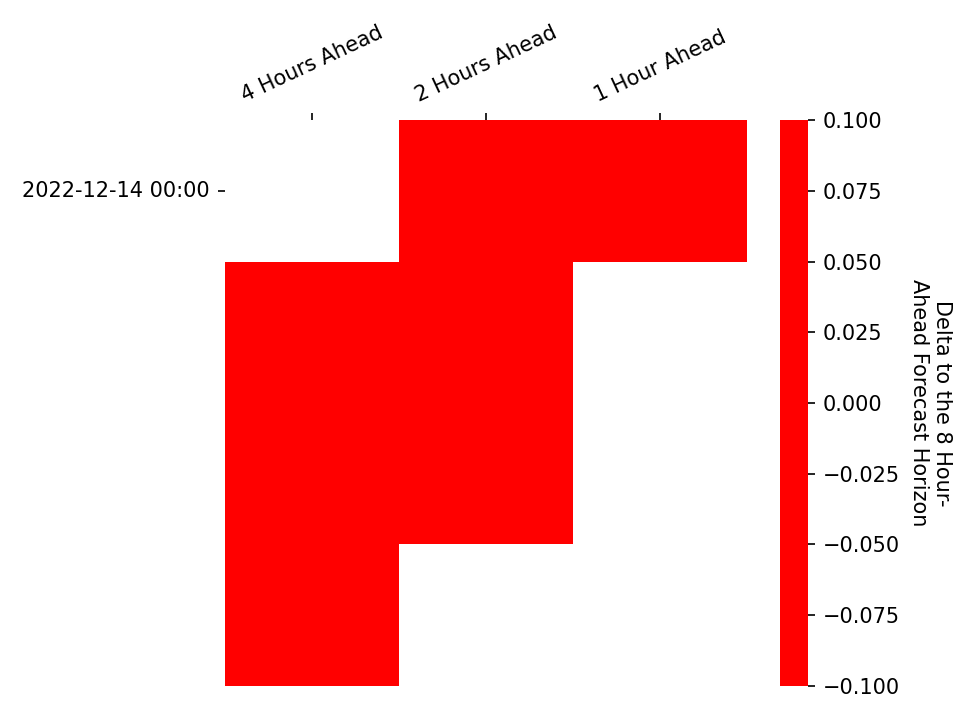 4 Hours Ahead
2 Hours Ahead
1 Hour Ahead
2022-12-14 00:00
0.100
0.075
0.050
0.025
0.000
−0.025
−0.050
−0.075
−0.100
Delta to the 8 Hour-
Ahead Forecast Horizon